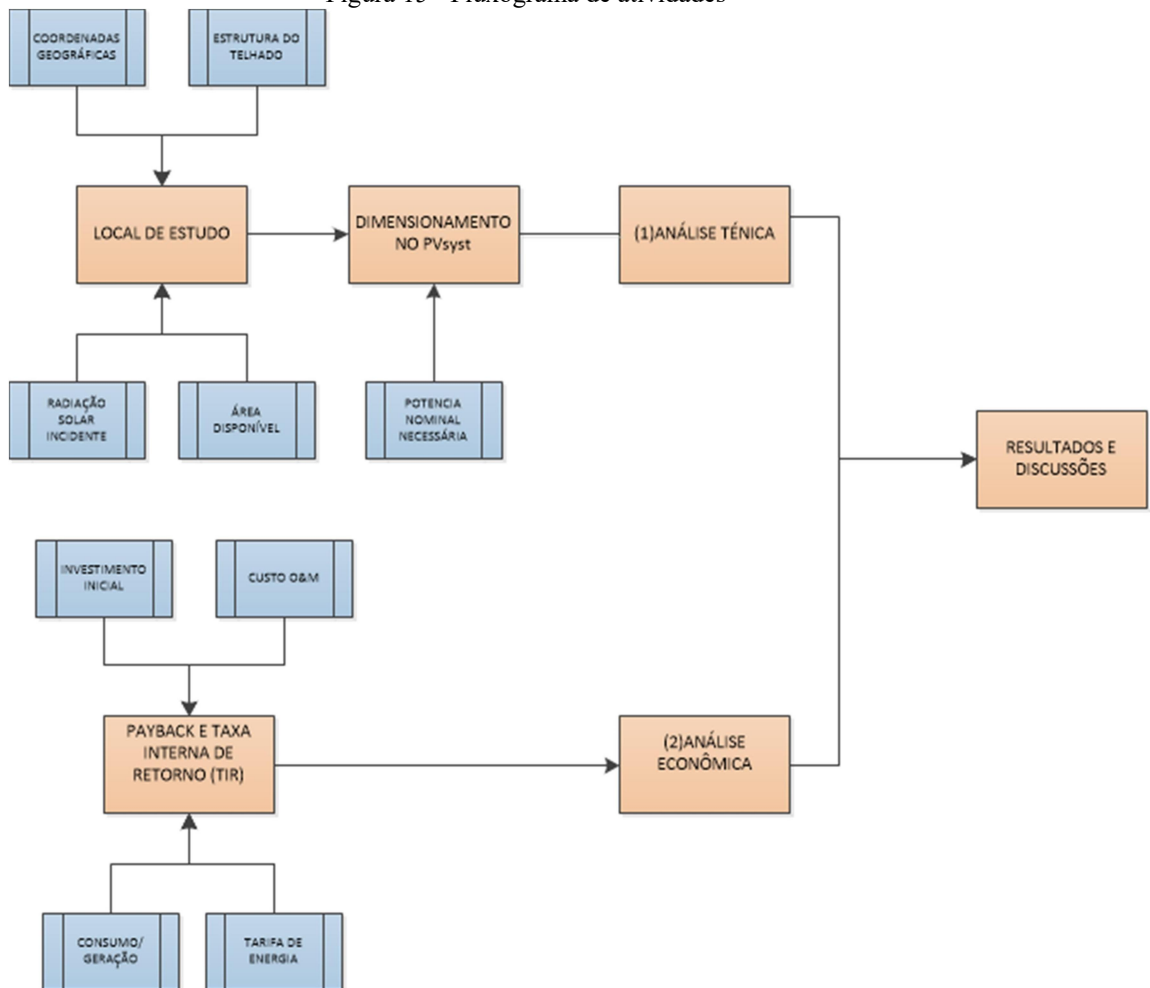 Figura 15 - Fluxograma de atividades
COORDENADAS
GEOGRÁFICAS
ESTRUTURA DO
TELHADO
LOCAL DE ESTUDO
DIMENSIONAMENTO
NO PVsyst
(1)ANÁLISE TÉNICA
RADIAÇÃO
SOLAR
INCIDENTE
ÁREA
DISPONÍVEL
POTENCIA
NOMINAL
NECESSÁRIA
RESULTADOS E
DISCUSSÕES
INVESTIMENTO
INICIAL
CUSTO O&M
PAYBACK E TAXA
INTERNA DE
RETORNO (TIR)
(2)ANÁLISE
ECONÔMICA
CONSUMO/
GERAÇÃO
TARIFA DE
ENERGIA